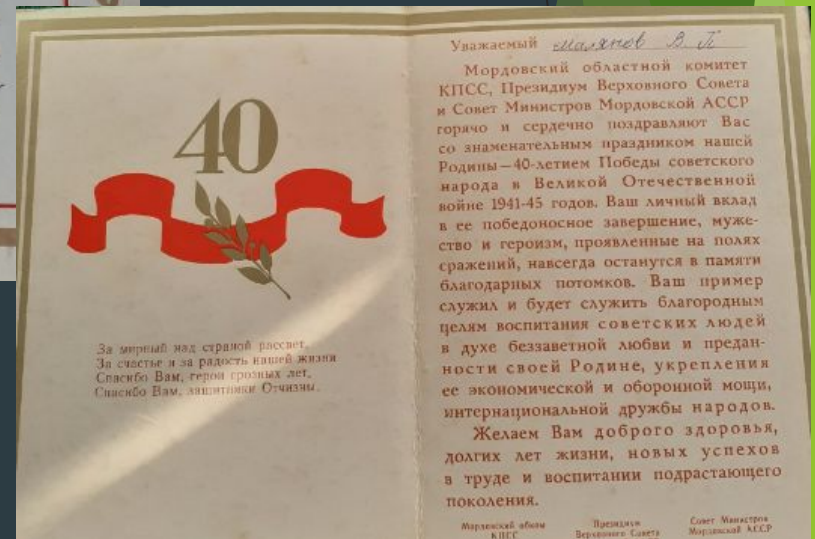 40
За мирный над страной рассвет,
За счастье и за радость нашей жизни
Спасибо Вам, герои грозных лет,
Спасибо Вам, защитники Отчизны.
Уважаемый Малянов В. П
Мордовский областной комитет
КПСС, Президиум Верховного Совета
и Совет Министров Мордовской АССР
горячо и сердечно поздравляют Вас
со знаменательным праздником нашей
Родины—40-летием Победы советского
народа в Великой Отечественной
войне 1941-45 годов. Ваш личный вклад
в ее победоносное завершение, муже-
ство и героизм, проявленные на полях
сражений, навсегда останутся в памяти
благодарных потомков. Ваш пример
служил и будет служить благородным
целям воспитания советских людей
в духе беззаветной любви и предан-
ности своей Родине, укрепления
ее экономической и оборонной мощи,
интернациональной дружбы народов.
Желаем Вам доброго здоровья,
долгих лет жизни, новых успехов
в труде и воспитании подрастающего
поколения.
Мордовский обком
КПСС
Президиум
Верховного Совета
Совет Министров
Мордовской АССР